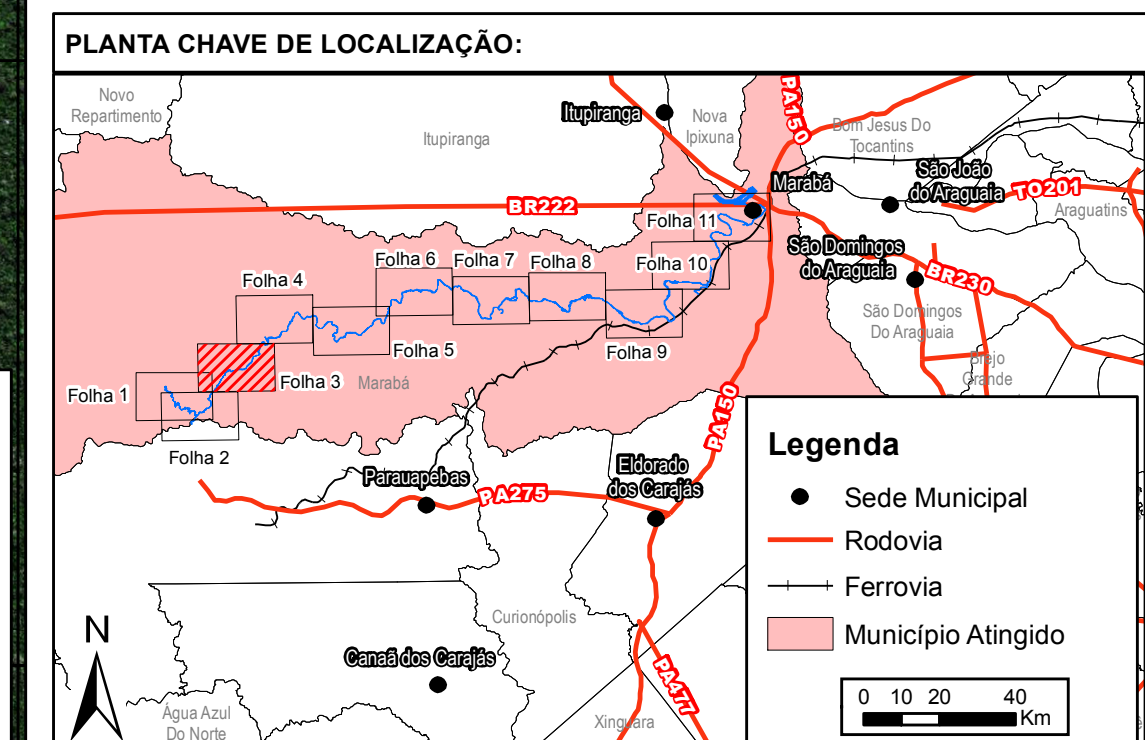 PLANTA CHAVE DE LOCALIZAÇÃO:
Novo
Repartimento
Itupiranga
Itupiranga
Nova
Ipixuna
PA150
Bom Jesus Do
Tocantins
São João
do Araguaia
TO201
Araguatins
Marabá
BR222
Folha 11
São Domingos
do Araguaia
BR230
Folha 10
Folha 6
Folha 7
Folha 8
Folha 4
São Domingos
Do Araguaia
Folha 9
Folha 5
Folha 3
Marabá
Brejo
Grande
Folha 1
Folha 2
PA150
Parauapebas
PA275
Eldorado
dos Carajás
Curionópolis
Canaã dos Carajás
PA477
Água Azul
Do Norte
Xinguara
N
Legenda
Sede Municipal
Rodovia
Ferrovia
Município Atingido
0 10 20 40
Km